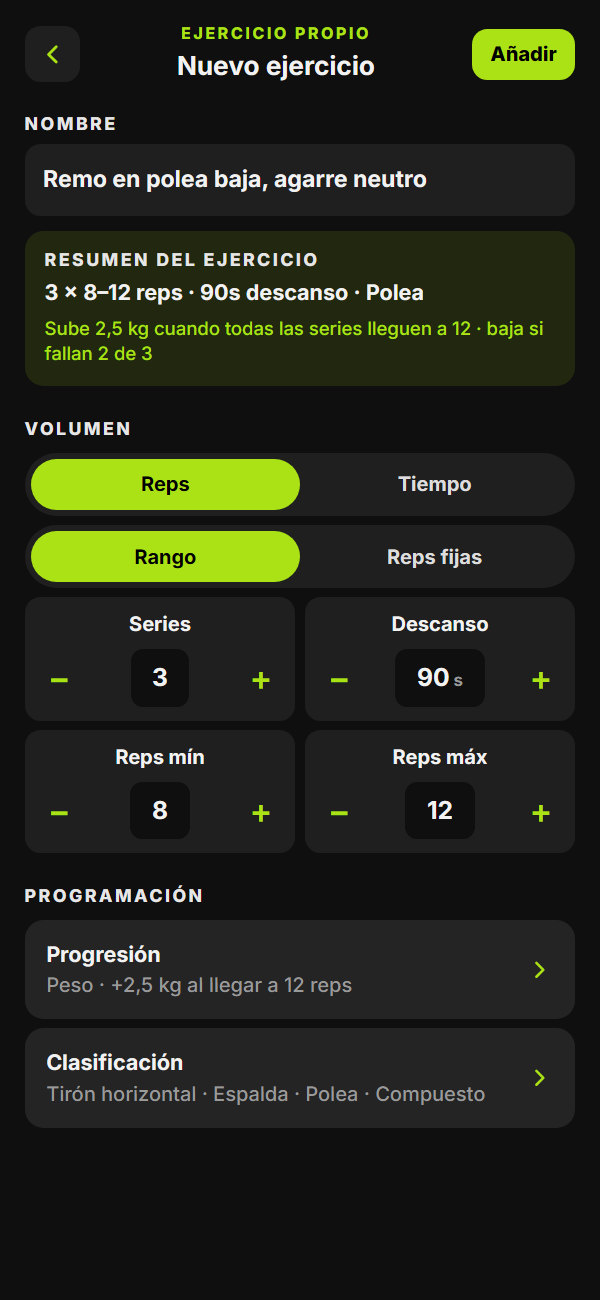 EJERCICIO PROPIO
Nuevo ejercicio
Añadir
NOMBRE
Remo en polea baja, agarre neutro
RESUMEN DEL EJERCICIO
3 × 8–12 reps · 90s descanso · Polea
Sube 2,5 kg cuando todas las series lleguen a 12 · baja si
fallan 2 de 3
VOLUMEN
Reps
Tiempo
Rango
Reps fijas
Series
− 3 +
Descanso
− 90 s +
Reps mín
− 8 +
Reps máx
− 12 +
PROGRAMACIÓN
Progresión
Peso · +2,5 kg al llegar a 12 reps
Clasificación
Tirón horizontal · Espalda · Polea · Compuesto